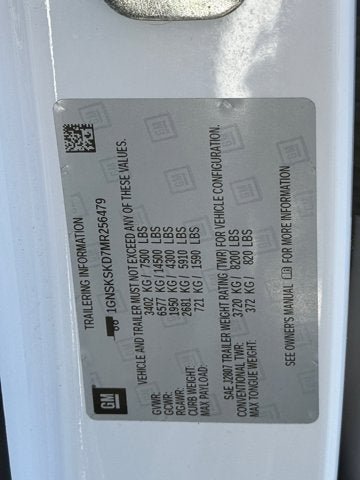 TRAILERING INFORMATION
1GNSKSKD7MR256479
VEHICLE AND TRAILER MUST NOT EXCEED ANY OF THESE VALUES.
GVWR: 3402 KG / 7500 LBS
GCWR: 6577 KG / 14500 LBS
RGAWR: 1950 KG / 4300 LBS
CURB WEIGHT: 2681 KG / 5910 LBS
MAX PAYLOAD: 721 KG / 1590 LBS
SAE J2807 TRAILER WEIGHT RATING (TWR) FOR VEHICLE CONFIGURATION.
CONVENTIONAL TWR: 3720 KG / 8200 LBS
MAX TONGUE WEIGHT: 372 KG / 820 LBS
SEE OWNER'S MANUAL FOR MORE INFORMATION
GM